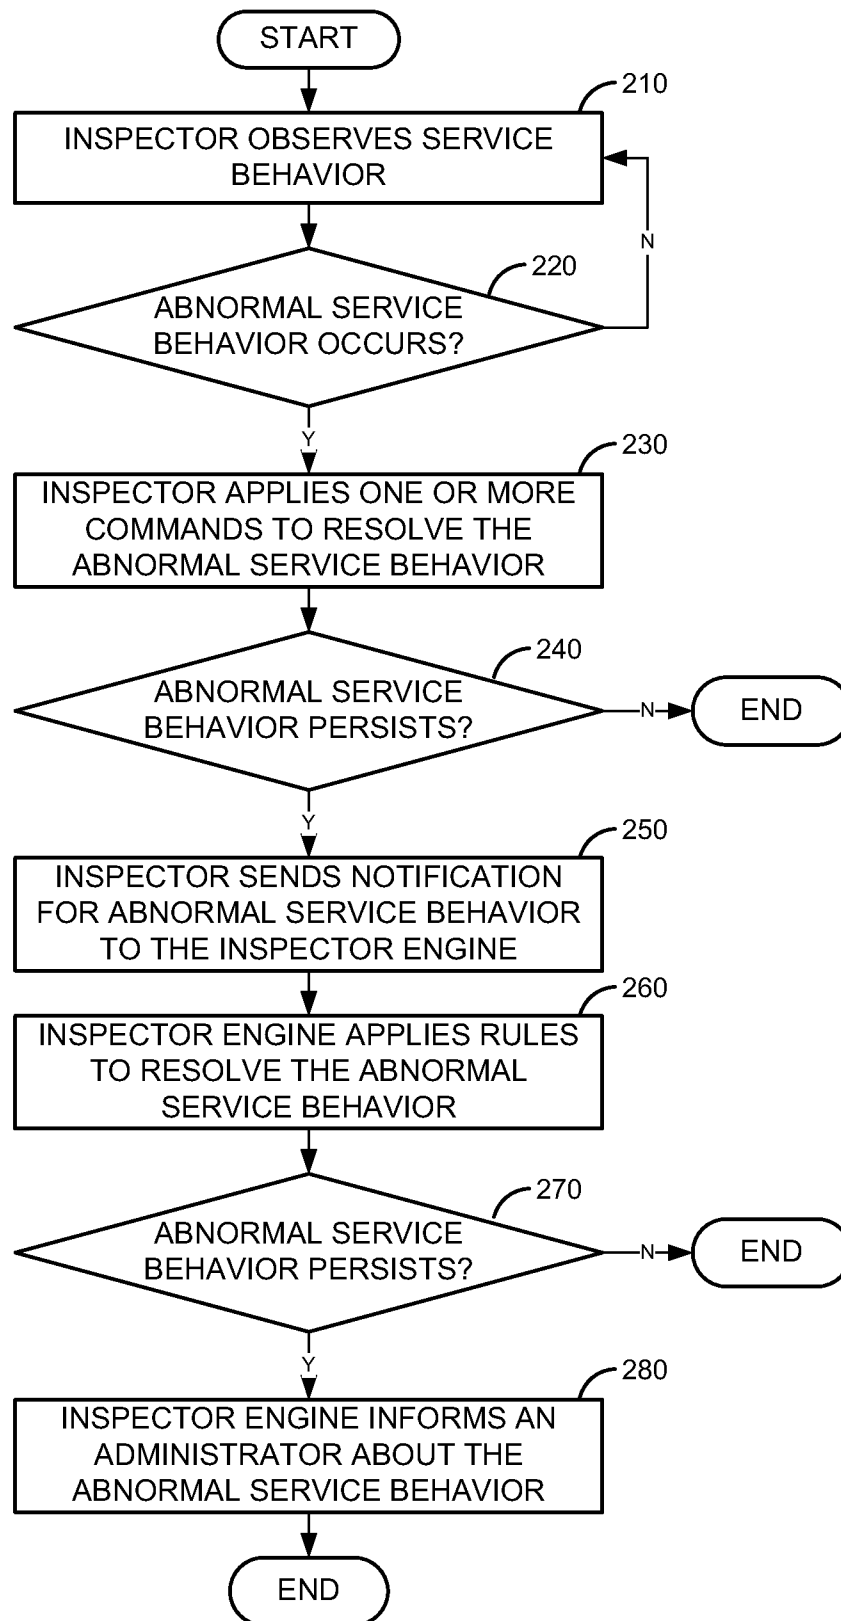 START
210
INSPECTOR OBSERVES SERVICE
BEHAVIOR
N
220
ABNORMAL SERVICE
BEHAVIOR OCCURS?
Y
230
INSPECTOR APPLIES ONE OR MORE
COMMANDS TO RESOLVE THE
ABNORMAL SERVICE BEHAVIOR
240
ABNORMAL SERVICE
BEHAVIOR PERSISTS?
N
END
Y
250
INSPECTOR SENDS NOTIFICATION
FOR ABNORMAL SERVICE BEHAVIOR
TO THE INSPECTOR ENGINE
260
INSPECTOR ENGINE APPLIES RULES
TO RESOLVE THE ABNORMAL
SERVICE BEHAVIOR
270
ABNORMAL SERVICE
BEHAVIOR PERSISTS?
N
END
Y
280
INSPECTOR ENGINE INFORMS AN
ADMINISTRATOR ABOUT THE
ABNORMAL SERVICE BEHAVIOR
END